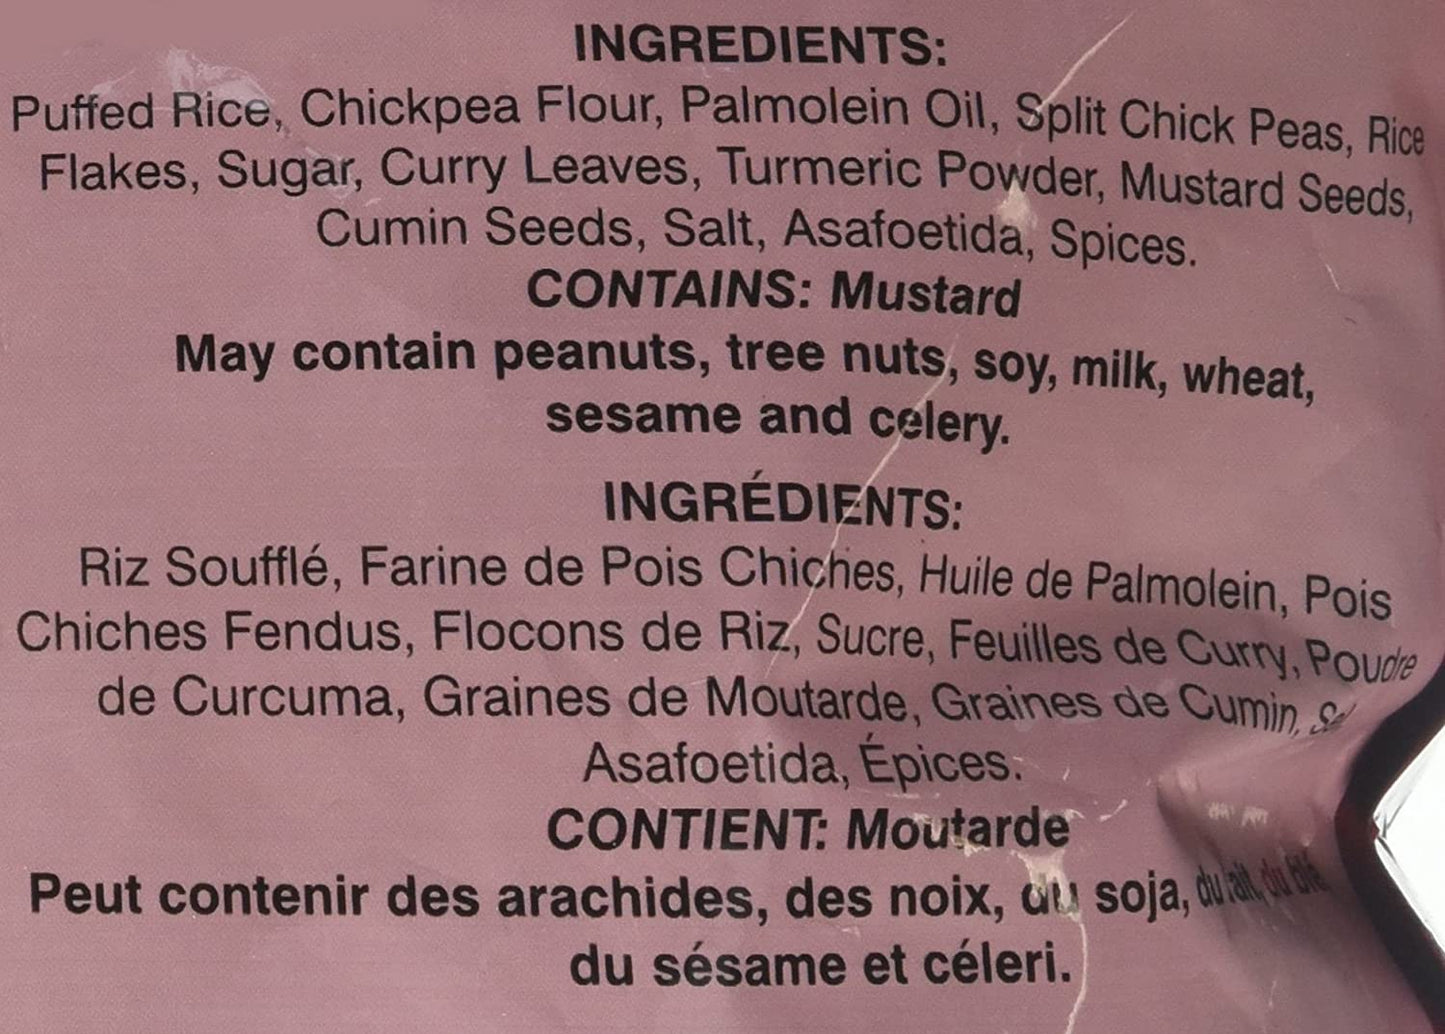 INGREDIENTS:
Puffed Rice, Chickpea Flour, Palmolein Oil, Split Chick Peas, Rice
Flakes, Sugar, Curry Leaves, Turmeric Powder, Mustard Seeds,
Cumin Seeds, Salt, Asafoetida, Spices.
CONTAINS: Mustard
May contain peanuts, tree nuts, soy, milk, wheat,
sesame and celery.
INGRÉDIENTS:
Riz Soufflé, Farine de Pois Chiches, Huile de Palmolein, Pois
Chiches Fendus, Flocons de Riz, Sucre, Feuilles de Curry, Poudre
de Curcuma, Graines de Moutarde, Graines de Cumin,
Asafoetida, Épices.
CONTIENT: Moutarde
Peut contenir des arachides, des noix, du soja, du lait, du blé
du sésame et céleri.